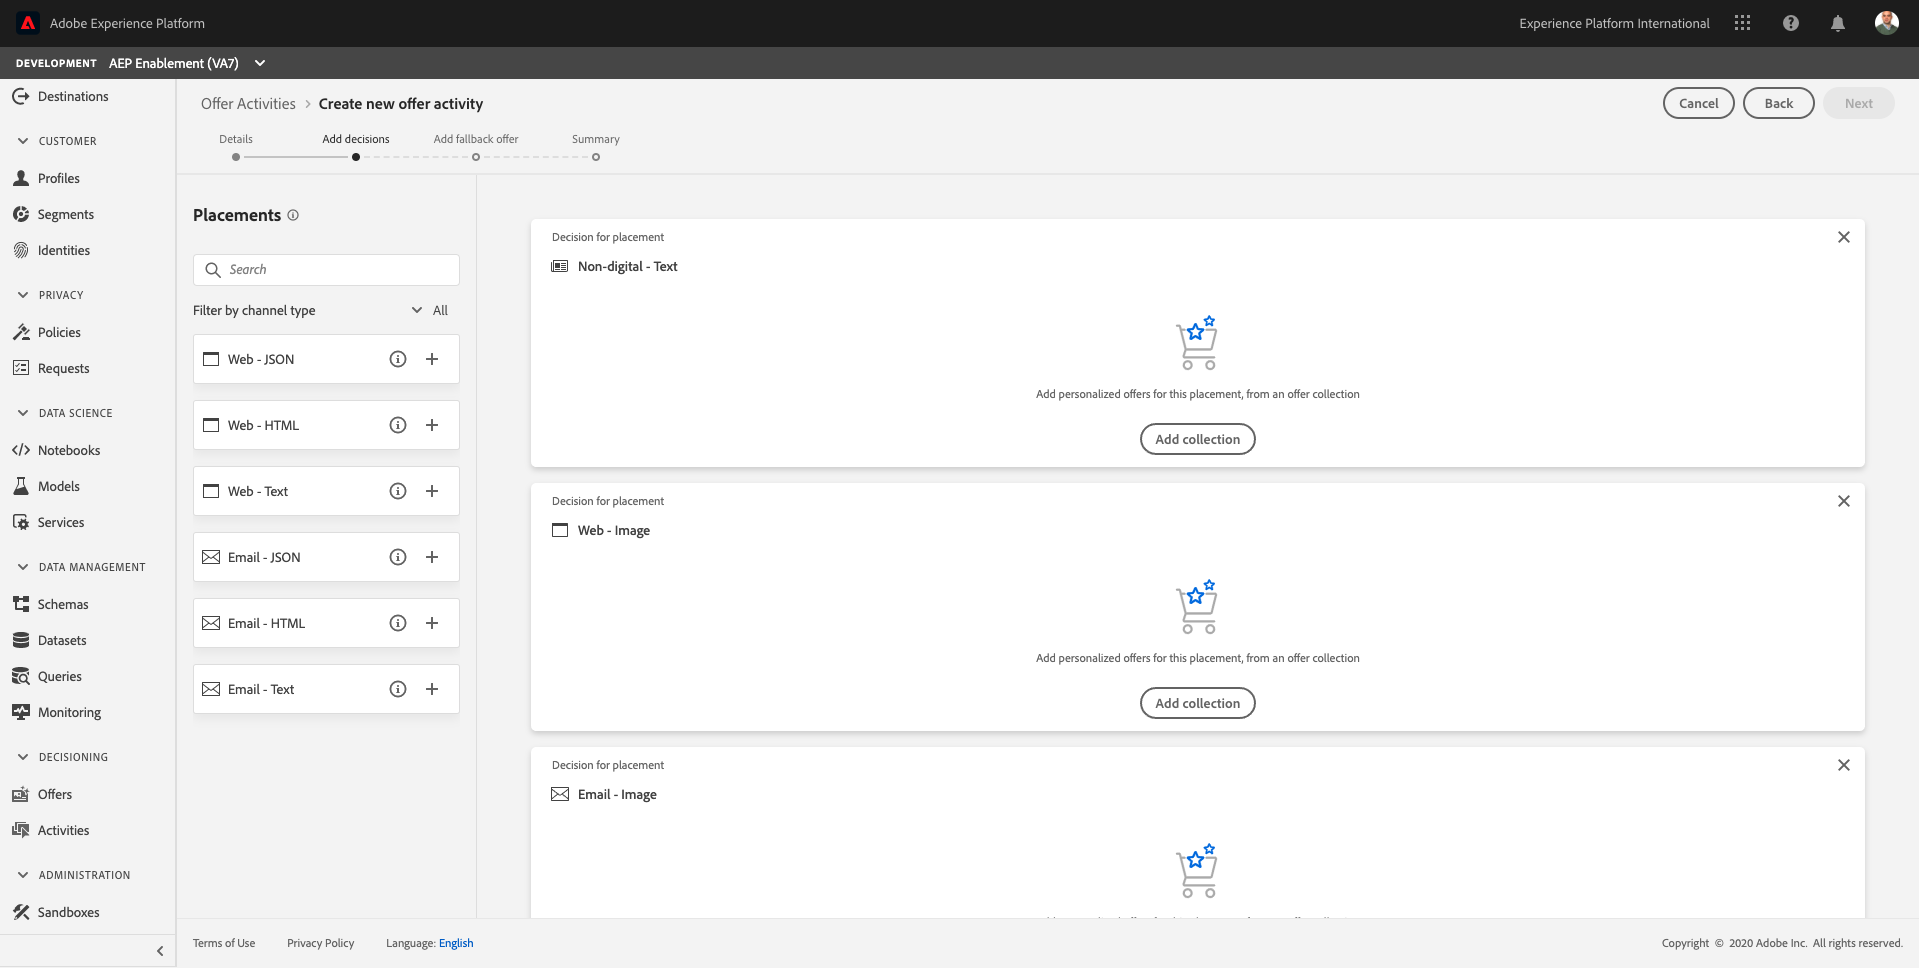 Adobe Experience Platform
Experience Platform International
DEVELOPMENT AEP Enablement (VA7)
Destinations
CUSTOMER
Profiles
Segments
Identities
PRIVACY
Policies
Requests
DATA SCIENCE
Notebooks
Models
Services
DATA MANAGEMENT
Schemas
Datasets
Queries
Monitoring
DECISIONING
Offers
Activities
ADMINISTRATION
Sandboxes
Offer Activities > Create new offer activity
Cancel
Back
Next
Details
Add decisions
Add fallback offer
Summary
Placements
Search
Filter by channel type
All
Web - JSON
Web - HTML
Web - Text
Email - JSON
Email - HTML
Email - Text
Decision for placement
Non-digital - Text
Add personalized offers for this placement, from an offer collection
Add collection
Decision for placement
Web - Image
Add personalized offers for this placement, from an offer collection
Add collection
Decision for placement
Email - Image
Terms of Use
Privacy Policy
Language: English
Copyright © 2020 Adobe Inc. All rights reserved.